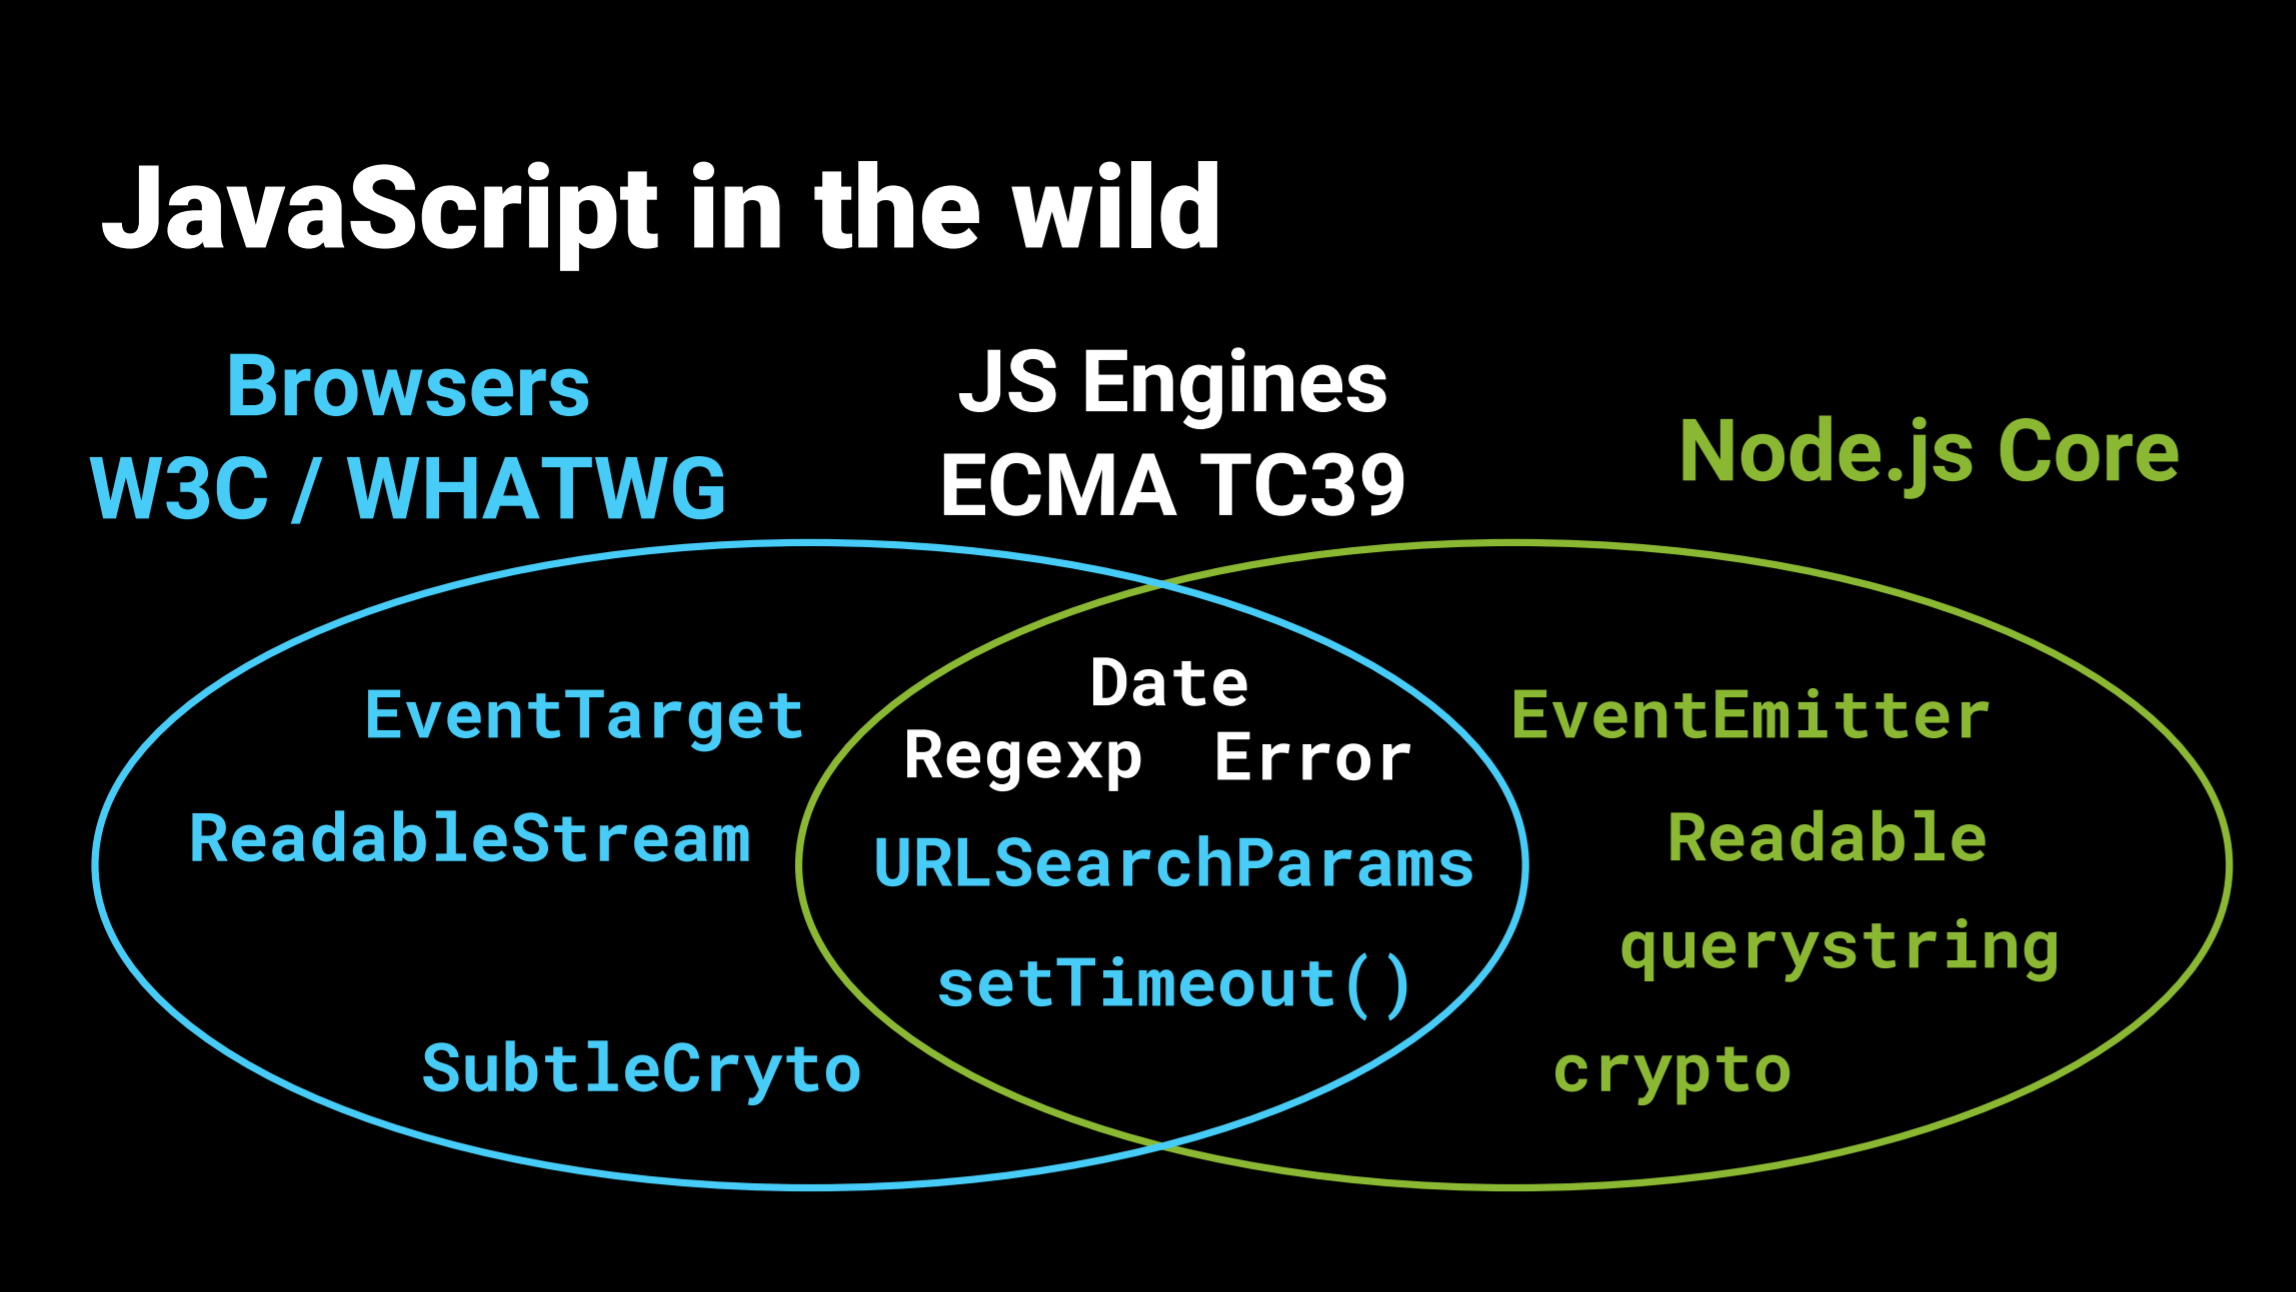 JavaScript in the wild
Browsers
W3C / WHATWG
JS Engines
ECMA TC39
Node.js Core
EventTarget
ReadableStream
SubtleCryto
Date
Regexp Error
URLSearchParams
setTimeout()
EventEmitter
Readable
querystring
crypto